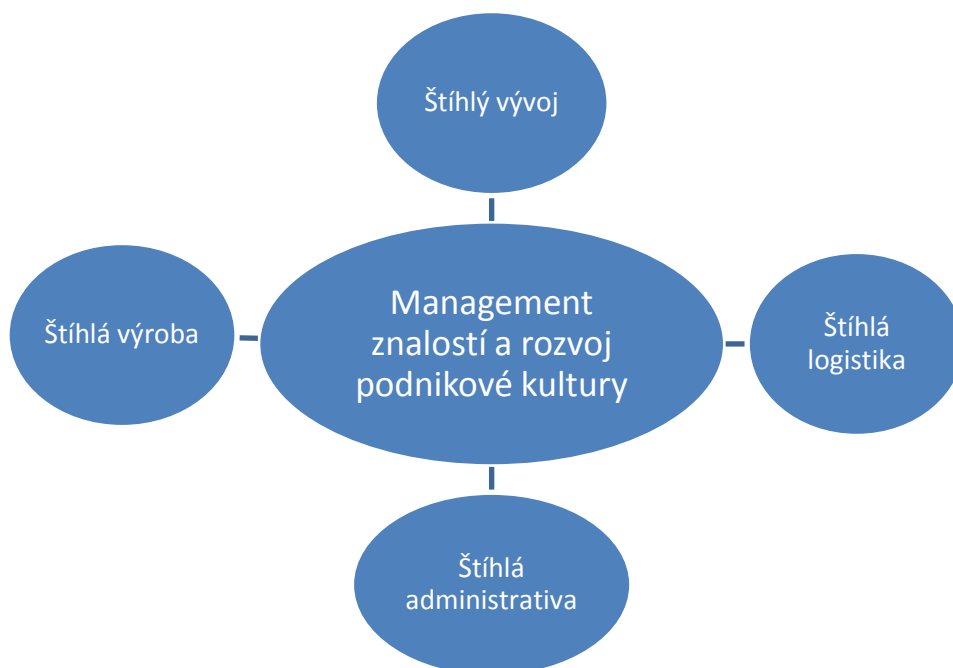 Štíhlý vývoj
Management
znalostí a rozvoj
podnikové kultury
Štíhlá výroba
Štíhlá
logistika
Štíhlá
administrativa